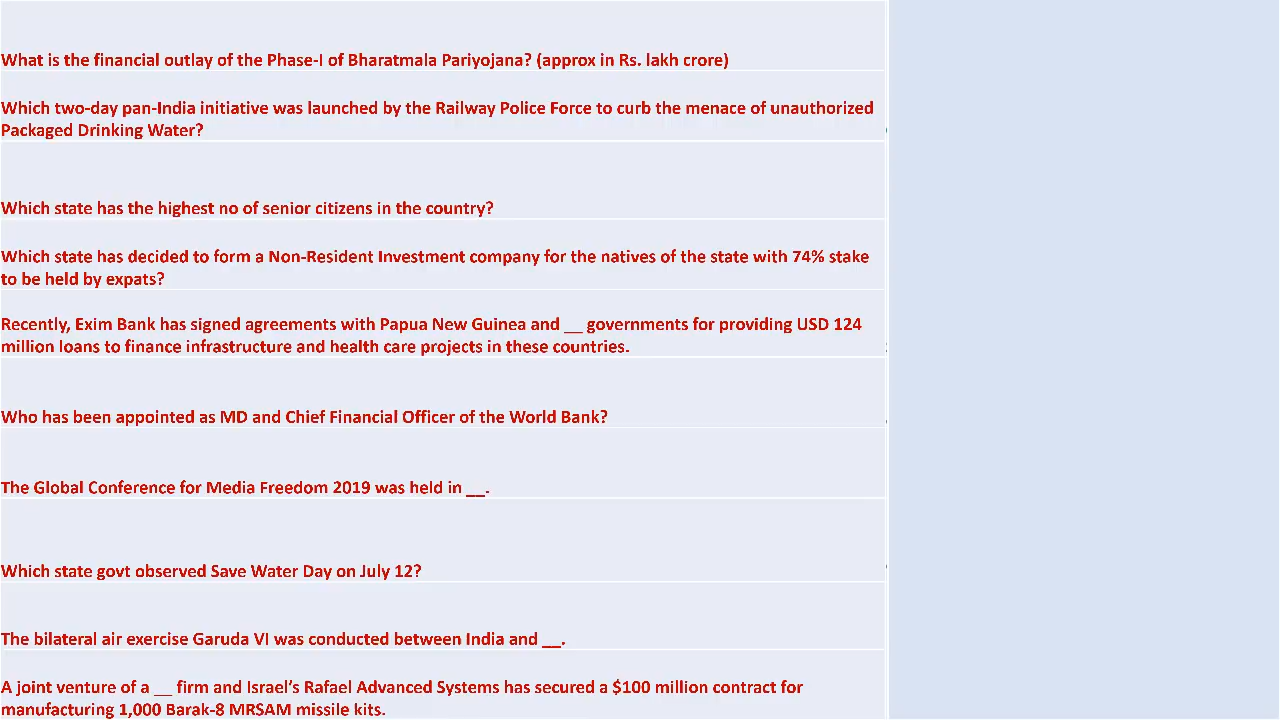 What is the financial outlay of the Phase-I of Bharatmala Pariyojana? (approx in Rs. lakh crore)
Which two-day pan-India initiative was launched by the Railway Police Force to curb the menace of unauthorized
Packaged Drinking Water?
Which state has the highest no of senior citizens in the country?
Which state has decided to form a Non-Resident Investment company for the natives of the state with 74% stake
to be held by expats?
Recently, Exim Bank has signed agreements with Papua New Guinea and __ governments for providing USD 124
million loans to finance infrastructure and health care projects in these countries.
Who has been appointed as MD and Chief Financial Officer of the World Bank?
The Global Conference for Media Freedom 2019 was held in __.
Which state govt observed Save Water Day on July 12?
The bilateral air exercise Garuda VI was conducted between India and __.
A joint venture of a __ firm and Israel’s Rafael Advanced Systems has secured a $100 million contract for
manufacturing 1,000 Barak-8 MRSAM missile kits.